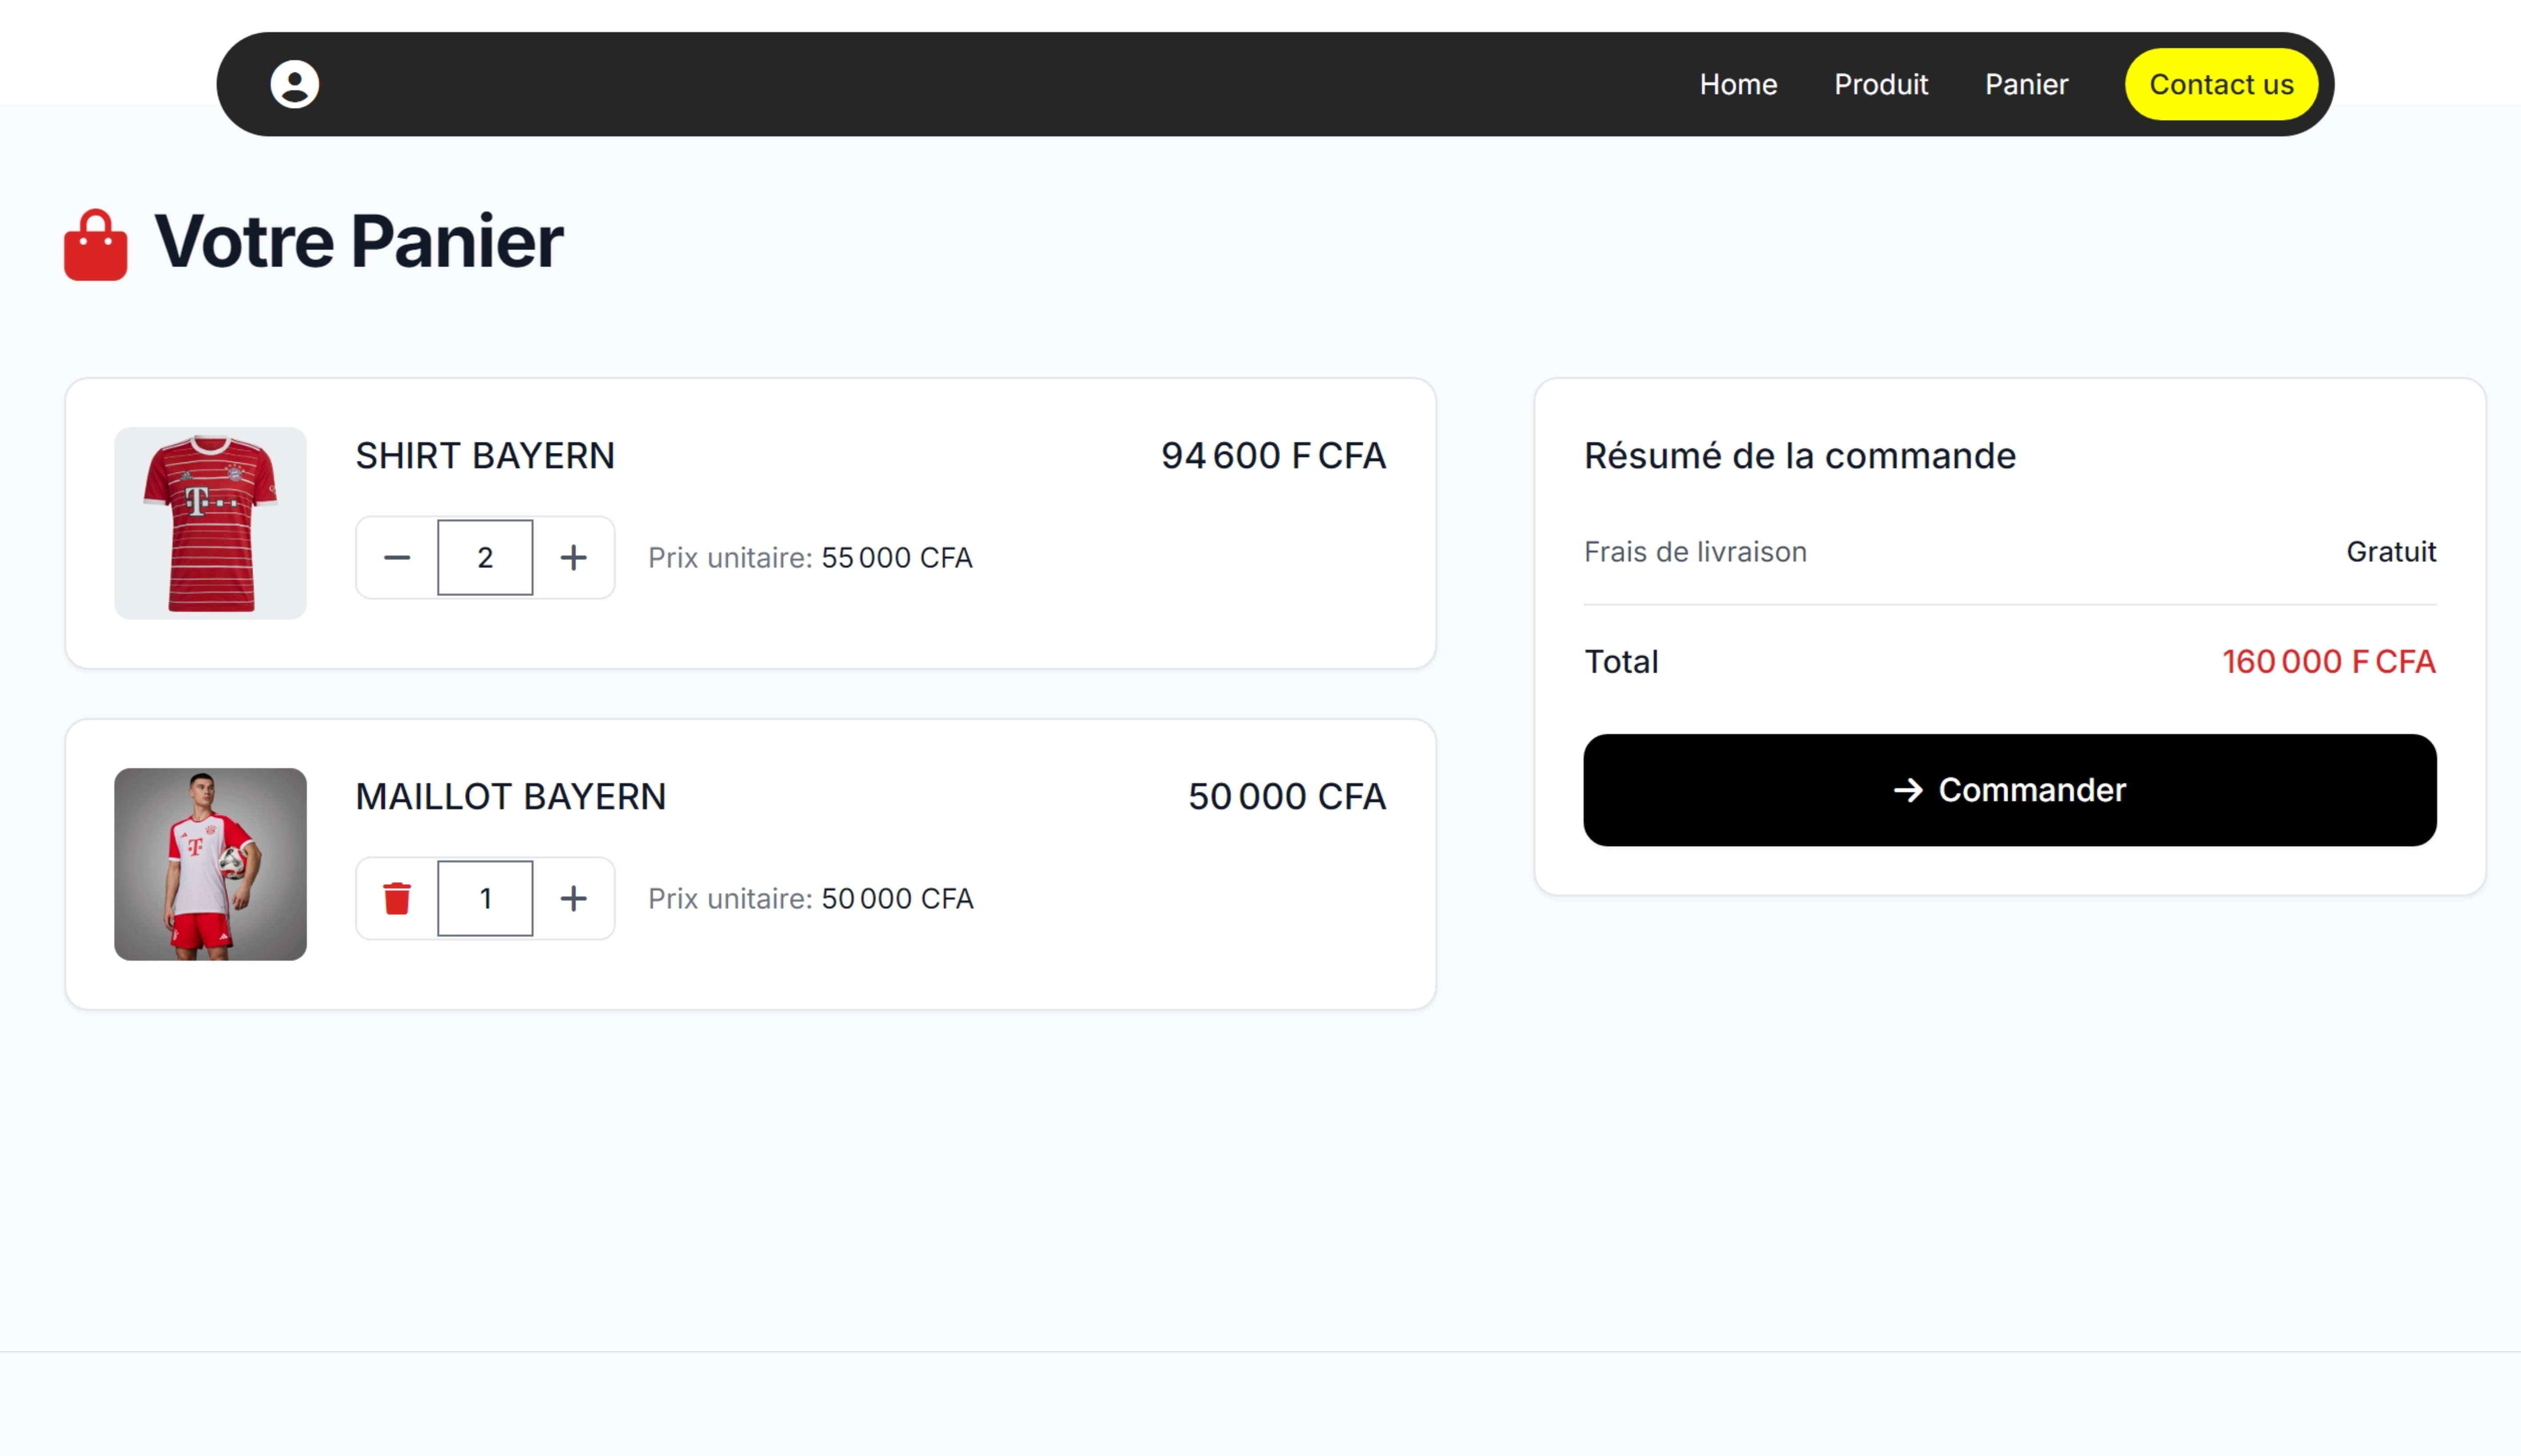 Home Produit Panier Contact us
Votre Panier
SHIRT BAYERN 94 600 F CFA
2 Prix unitaire: 55 000 CFA
MAILLOT BAYERN 50 000 CFA
1 Prix unitaire: 50 000 CFA
Résumé de la commande
Frais de livraison Gratuit
Total 160 000 F CFA
Commander